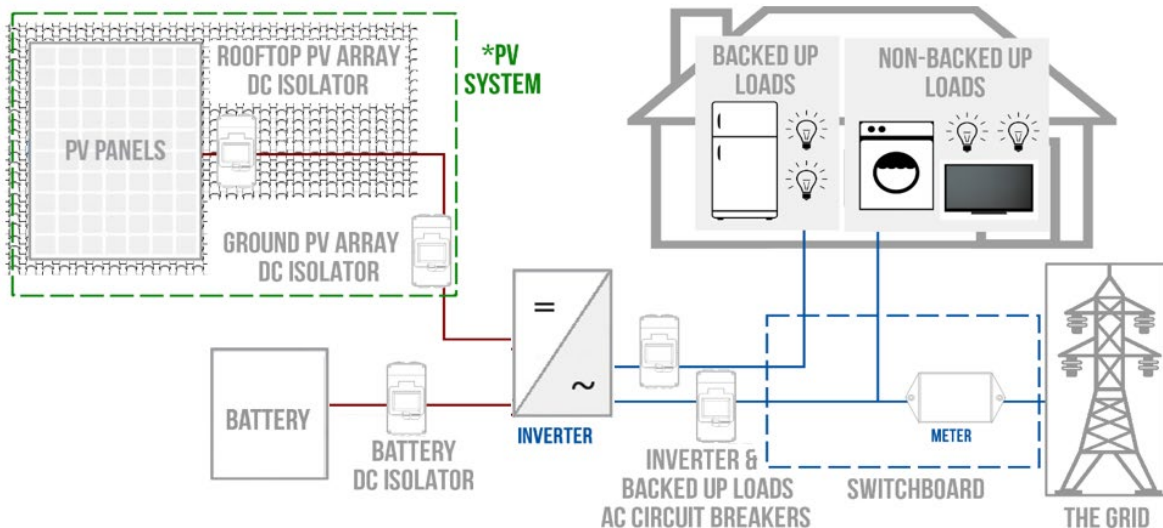 ROOFTOP PV ARRAY
DC ISOLATOR
*PV
SYSTEM
PV PANELS
GROUND PV ARRAY
DC ISOLATOR
BACKED UP
LOADS
NON-BACKED UP
LOADS
=
~
BATTERY
BATTERY
DC ISOLATOR
INVERTER
INVERTER &
BACKED UP LOADS
AC CIRCUIT BREAKERS
METER
SWITCHBOARD
THE GRID